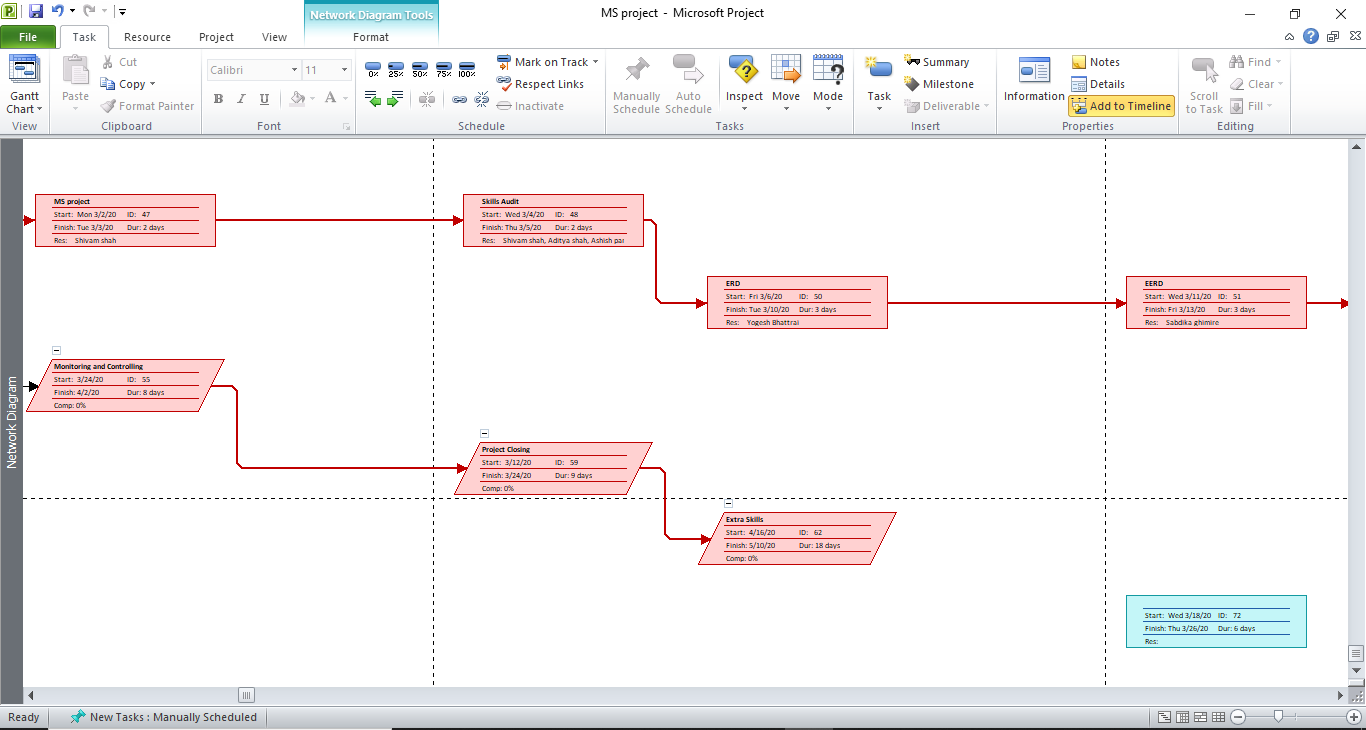 MS project - Microsoft Project
Network Diagram Tools
File Task Resource Project View Format
Gantt Chart
View
Paste
Cut
Copy
Format Painter
Clipboard
Calibri 11
B I U A
Font
0% 25% 50% 75% 100%
Mark on Track
Respect Links
Inactivate
Schedule
Manually Schedule
Auto Schedule
Inspect
Move
Mode
Tasks
Task
Summary
Milestone
Deliverable
Insert
Information
Notes
Details
Add to Timeline
Properties
Scroll to Task
Find
Clear
Fill
Editing
Network Diagram
MS project
Start: Mon 3/2/20 ID: 47
Finish: Tue 3/3/20 Dur: 2 days
Res: Shivam shah
Skills Audit
Start: Wed 3/4/20 ID: 48
Finish: Thu 3/5/20 Dur: 2 days
Res: Shivam shah, Aditya shah, Ashish par
ERD
Start: Fri 3/6/20 ID: 50
Finish: Tue 3/10/20 Dur: 3 days
Res: Yogesh Bhattrai
EERD
Start: Wed 3/11/20 ID: 51
Finish: Fri 3/13/20 Dur: 3 days
Res: Sabdika ghimire
Monitoring and Controlling
Start: 3/24/20 ID: 55
Finish: 4/2/20 Dur: 8 days
Comp: 0%
Project Closing
Start: 3/12/20 ID: 59
Finish: 3/24/20 Dur: 9 days
Comp: 0%
Extra Skills
Start: 4/16/20 ID: 62
Finish: 5/10/20 Dur: 18 days
Comp: 0%
Start: Wed 3/18/20 ID: 72
Finish: Thu 3/26/20 Dur: 6 days
Res:
Ready
New Tasks : Manually Scheduled